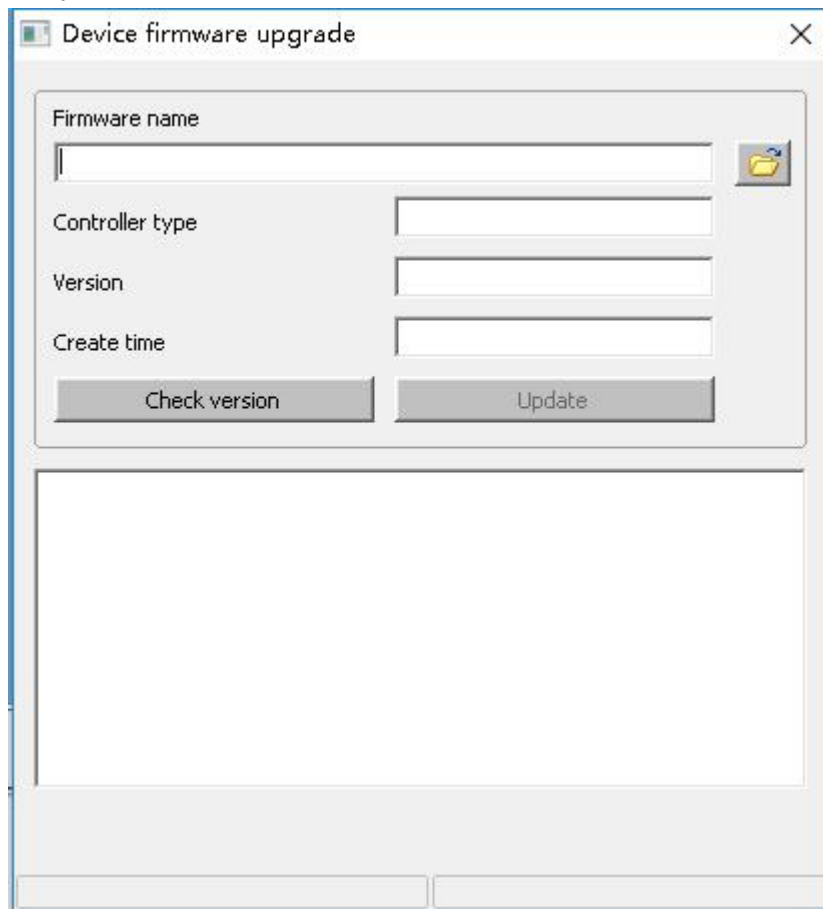 Device firmware upgrade
Firmware name
Controller type
Version
Create time
Check version
Update